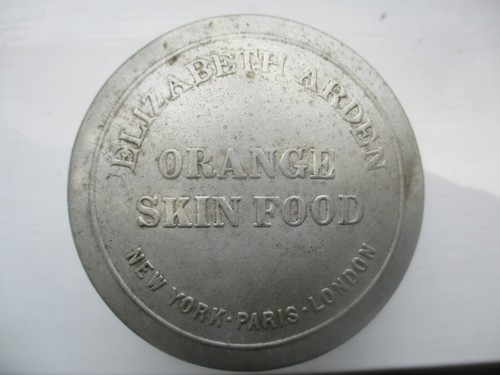 ELIZABETH ARDEN
ORANGE
SKIN FOOD
NEW YORK · PARIS · LONDON